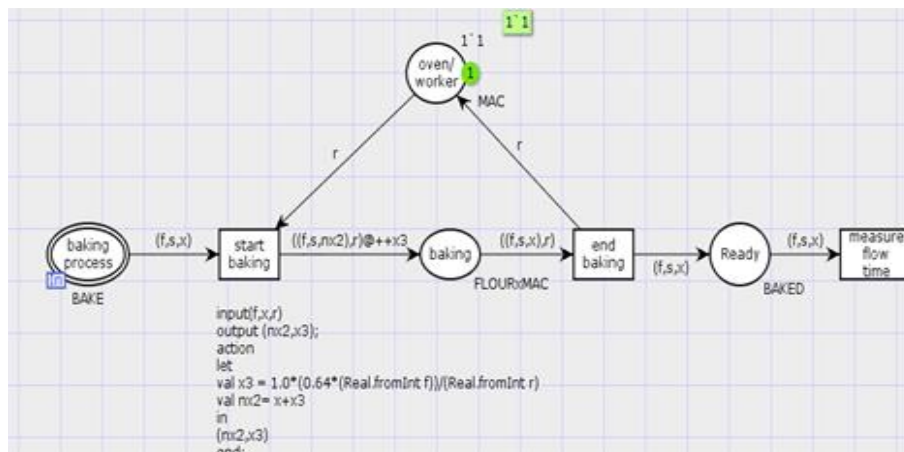 1`1
1`1
oven/
worker
1
MAC
r
r
baking
process
In
BAKE
(f,s,x)
start
baking
((f,s,nx2),r)@++x3
baking
FLOURxMAC
((f,s,x),r)
end
baking
(f,s,x)
Ready
BAKED
(f,s,x)
measure
flow
time
input(f,x,r)
output (nx2,x3);
action
let
val x3 = 1.0*(0.64*(Real.fromInt f))/(Real.fromInt r)
val nx2= x+x3
in
(nx2,x3)
end;